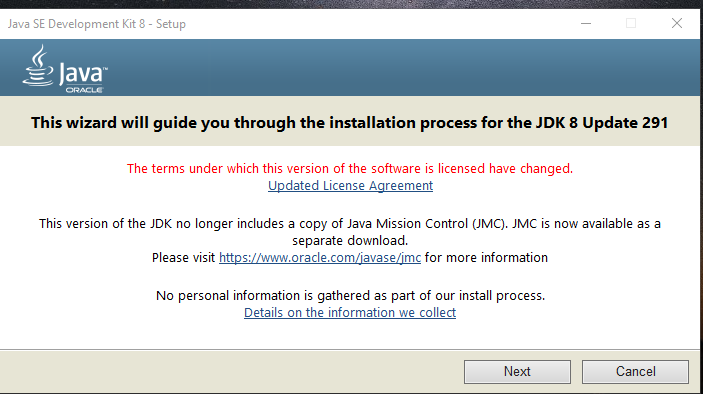 Java SE Development Kit 8 - Setup
Java™
ORACLE
This wizard will guide you through the installation process for the JDK 8 Update 291
The terms under which this version of the software is licensed have changed.
Updated License Agreement
This version of the JDK no longer includes a copy of Java Mission Control (JMC). JMC is now available as a
separate download.
Please visit https://www.oracle.com/javase/jmc for more information
No personal information is gathered as part of our install process.
Details on the information we collect
Next
Cancel